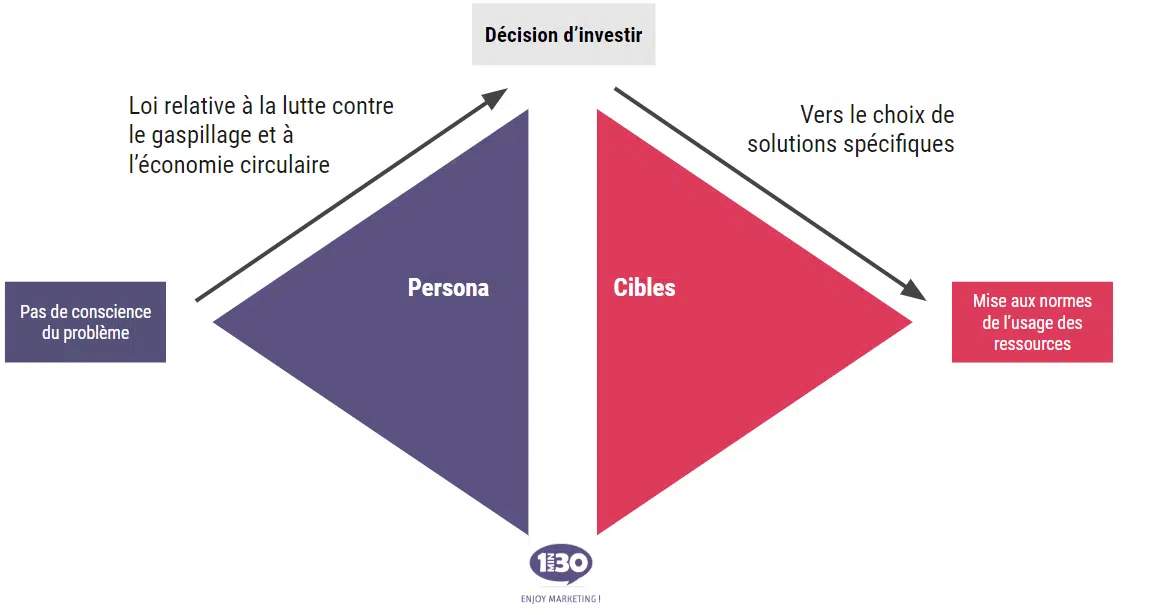 Décision d’investir
Loi relative à la lutte contre
le gaspillage et à
l’économie circulaire
Vers le choix de
solutions spécifiques
Persona
Cibles
Pas de conscience
du problème
Mise aux normes
de l’usage des
ressources
1MIN30
ENJOY MARKETING !